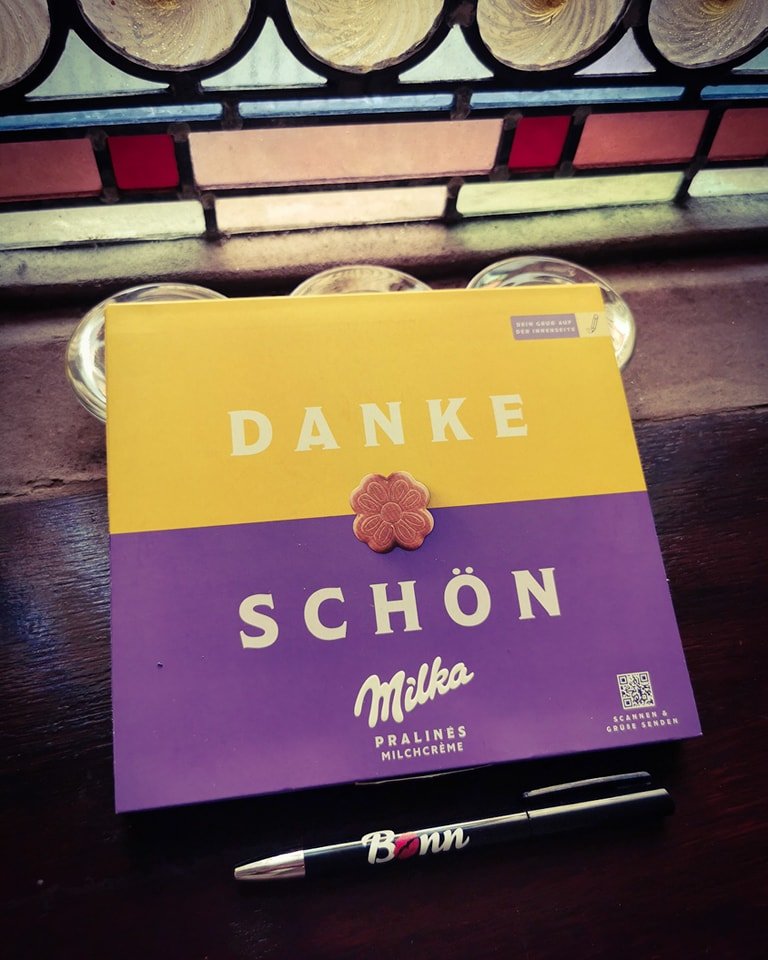 DEIN GRUß AUF
DER INNENSEITE
DANKE
SCHÖN
Milka
PRALINÉS
MILCHCRÈME
SCANNEN &
GRÜßE SENDEN
Bonn